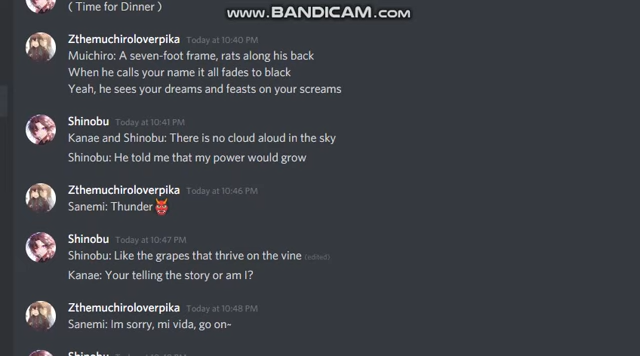 www.BANDICAM.com
( Time for Dinner )
Zthemuchiroloverpika Today at 10:40 PM
Muichiro: A seven-foot frame, rats along his back
When he calls your name it all fades to black
Yeah, he sees your dreams and feasts on your screams
Shinobu Today at 10:41 PM
Kanae and Shinobu: There is no cloud aloud in the sky
Shinobu: He told me that my power would grow
Zthemuchiroloverpika Today at 10:46 PM
Sanemi: Thunder👹
Shinobu Today at 10:47 PM
Shinobu: Like the grapes that thrive on the vine (edited)
Kanae: Your telling the story or am I?
Zthemuchiroloverpika Today at 10:48 PM
Sanemi: Im sorry, mi vida, go on~
Shinobu